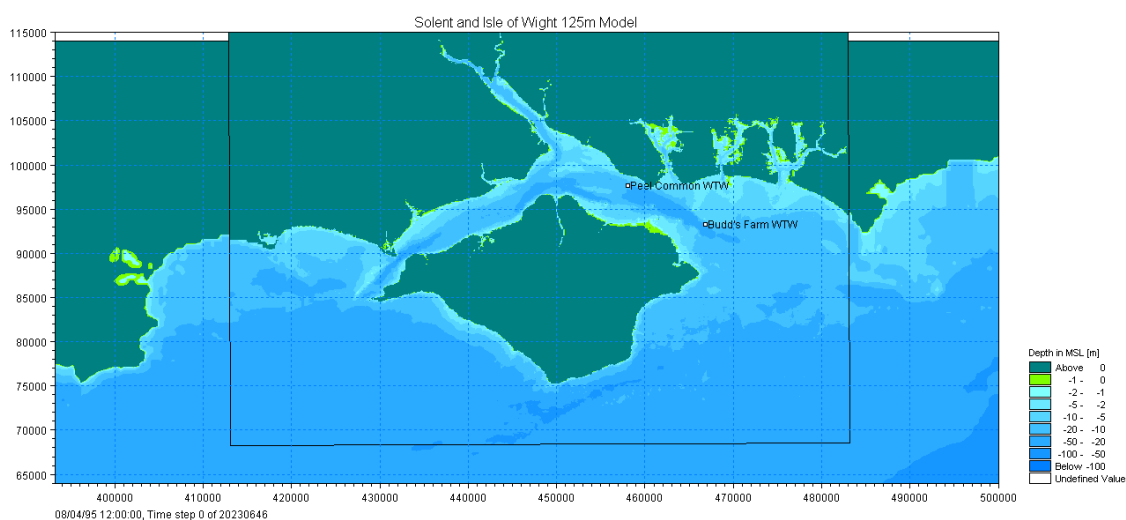 Solent and Isle of Wight 125m Model
115000
110000
105000
100000
95000
90000
85000
80000
75000
70000
65000
Peel Common WTW
Budd's Farm WTW
400000 410000 420000 430000 440000 450000 460000 470000 480000 490000 500000
08/04/95 12:00:00, Time step 0 of 20230646
Depth in MSL [m]
Above 0
-1 - 0
-2 - -1
-5 - -2
-10 - -5
-20 - -10
-50 - -20
-100 - -50
Below -100
Undefined Value